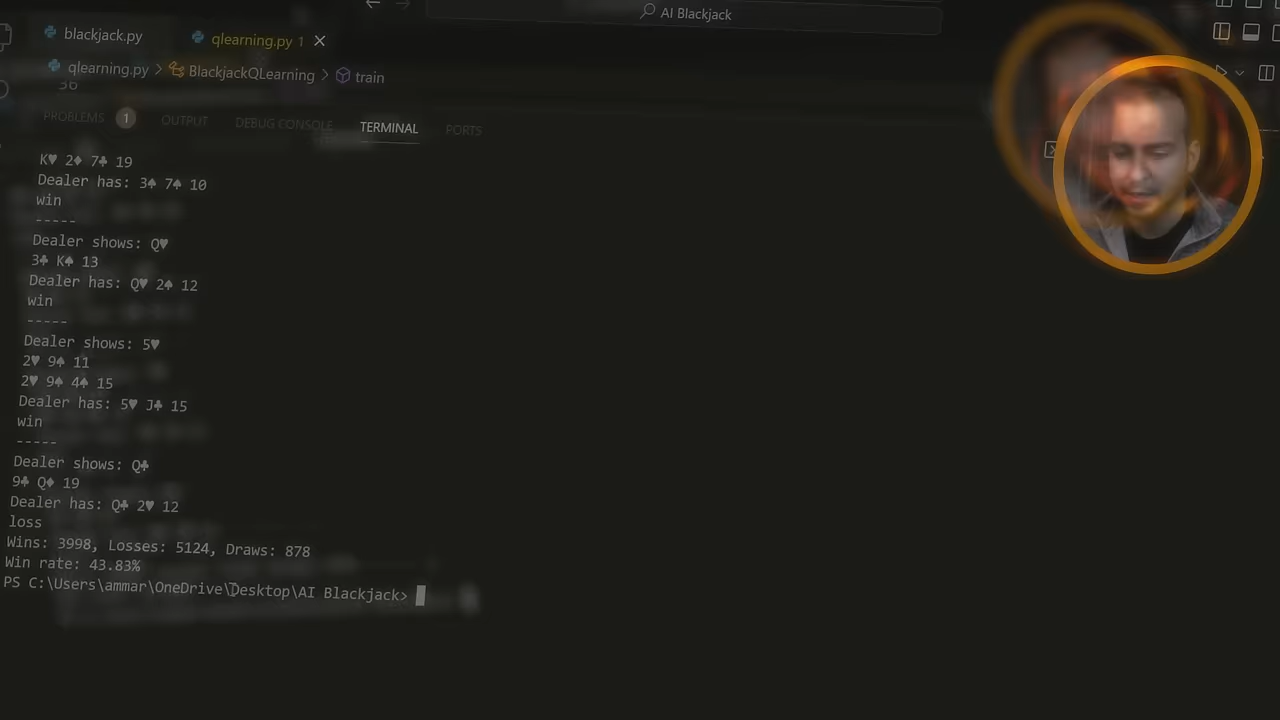 AI Blackjack
blackjack.py
qlearning.py 1
qlearning.py > BlackjackQLearning > train
36
PROBLEMS 1 OUTPUT DEBUG CONSOLE TERMINAL PORTS
K♥ 2♦ 7♣ 19
Dealer has: 3♠ 7♠ 10
win
-----
Dealer shows: Q♥
3♣ K♠ 13
Dealer has: Q♥ 2♠ 12
win
-----
Dealer shows: 5♥
2♥ 9♠ 11
2♥ 9♠ 4♠ 15
Dealer has: 5♥ J♣ 15
win
-----
Dealer shows: Q♣
9♣ Q♦ 19
Dealer has: Q♣ 2♥ 12
loss
Wins: 3998, Losses: 5124, Draws: 878
Win rate: 43.83%
PS C:\Users\ammar\OneDrive\Desktop\AI Blackjack>